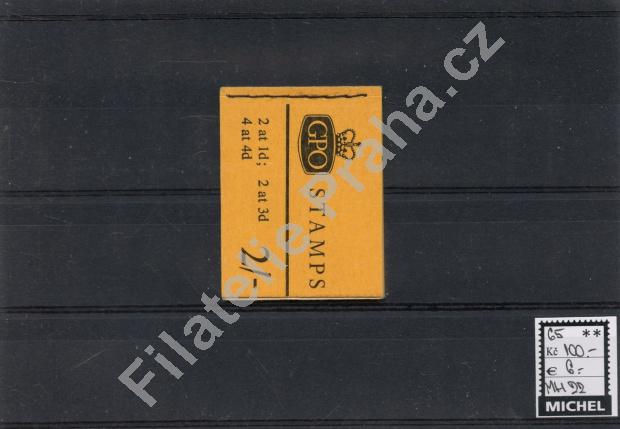 GPO
STAMPS
2/-
2 at 1d; 2 at 3d
4 at 4d
Filatelie-Praha.cz
65 **
Kč 100.-
€ 6.-
MH 92
MICHEL